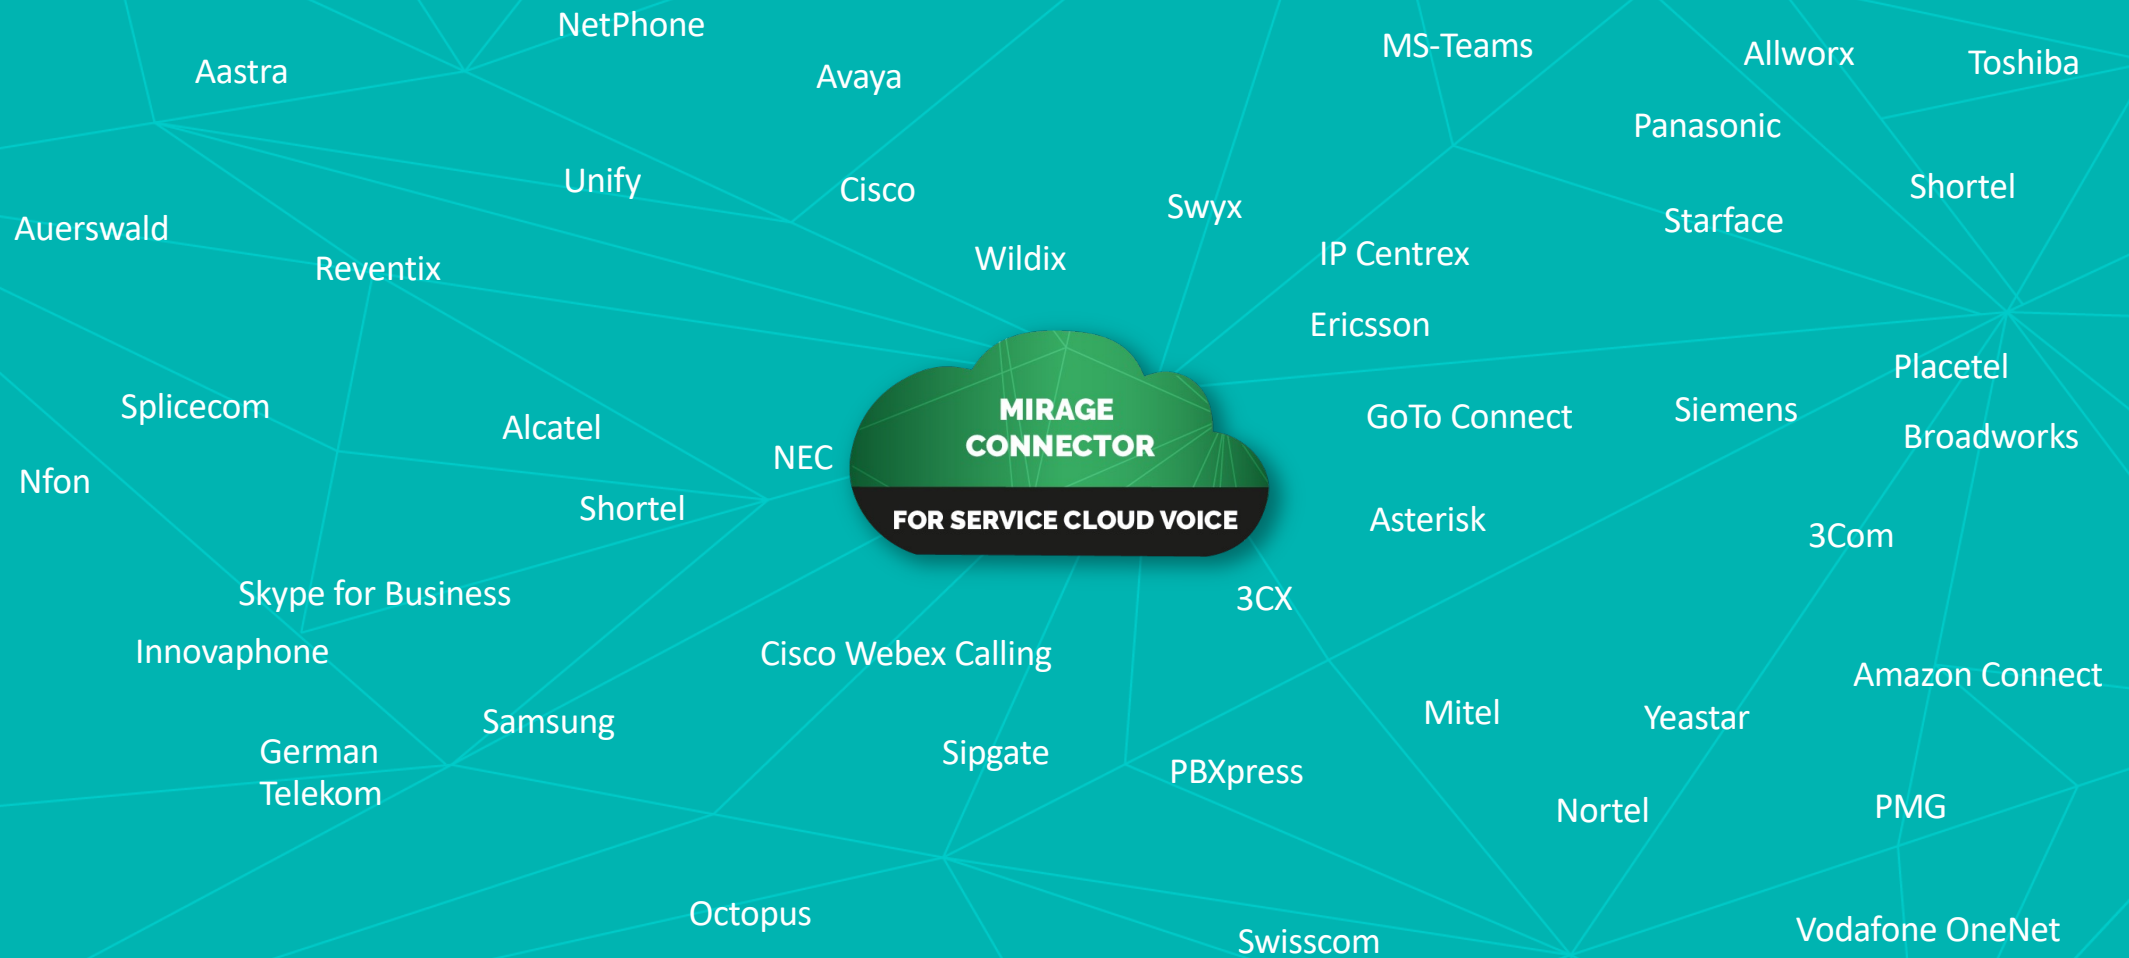 NetPhone
MS-Teams
Allworx
Toshiba
Aastra
Avaya
Panasonic
Unify
Cisco
Shortel
Swyx
Starface
Auerswald
Reventix
Wildix
IP Centrex
Ericsson
Placetel
Splicecom
Alcatel
MIRAGE
CONNECTOR
FOR SERVICE CLOUD VOICE
GoTo Connect
Siemens
Broadworks
NEC
Nfon
Shortel
Asterisk
3Com
Skype for Business
3CX
Innovaphone
Cisco Webex Calling
Amazon Connect
Samsung
Mitel
Yeastar
German
Telekom
Sipgate
PBXpress
Nortel
PMG
Octopus
Swisscom
Vodafone OneNet